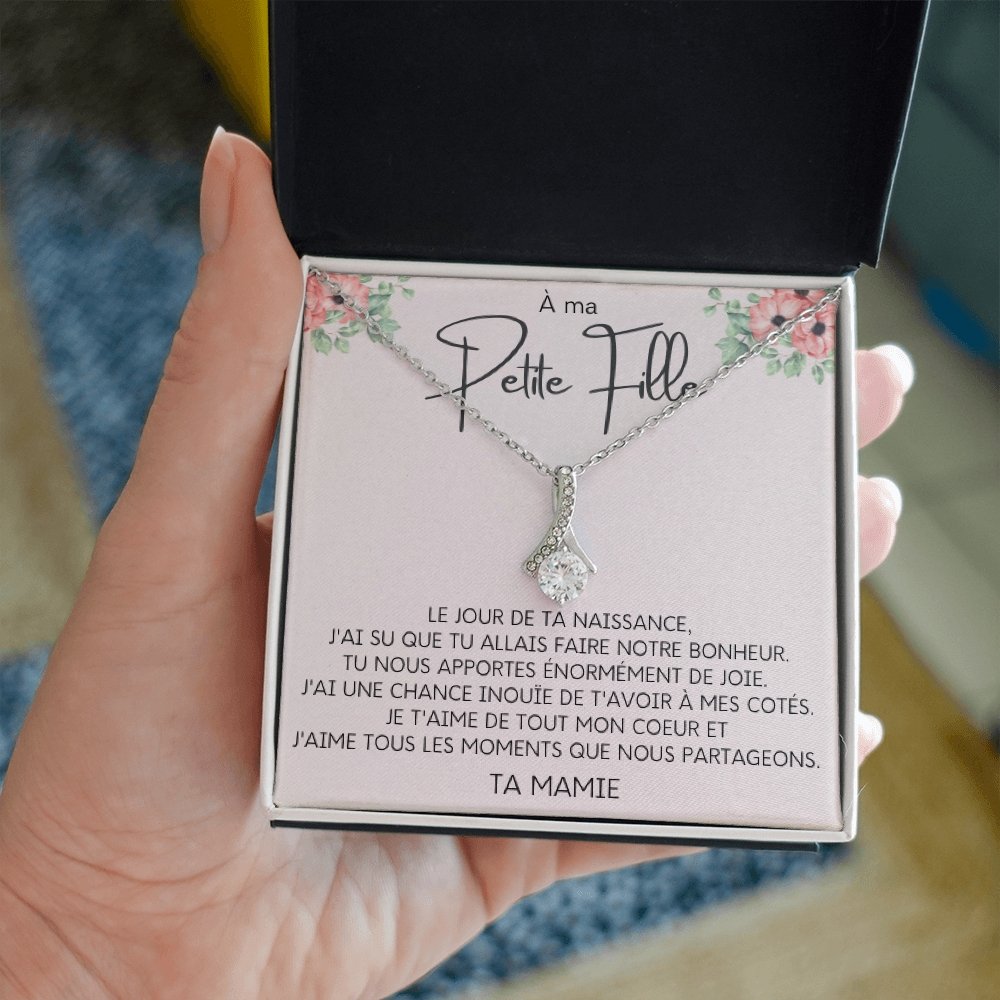 À ma
Petite Fille
LE JOUR DE TA NAISSANCE,
J'AI SU QUE TU ALLAIS FAIRE NOTRE BONHEUR.
TU NOUS APPORTES ÉNORMÉMENT DE JOIE.
J'AI UNE CHANCE INOUÏE DE T'AVOIR À MES COTÉS.
JE T'AIME DE TOUT MON COEUR ET
J'AIME TOUS LES MOMENTS QUE NOUS PARTAGEONS.
TA MAMIE